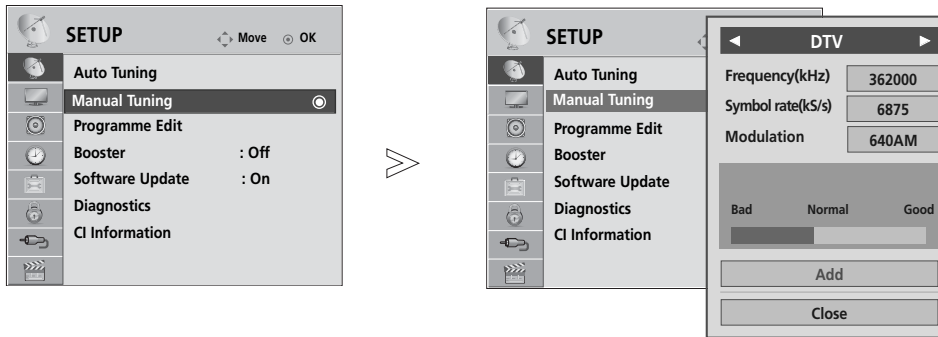 SETUP Move OK
Auto Tuning
Manual Tuning
Programme Edit
Booster : Off
Software Update : On
Diagnostics
CI Information
SETUP
Auto Tuning
Manual Tuning
Programme Edit
Booster
Software Update
Diagnostics
CI Information
◄ DTV ►
Frequency(kHz) 362000
Symbol rate(kS/s) 6875
Modulation 640AM
Bad Normal Good
Add
Close